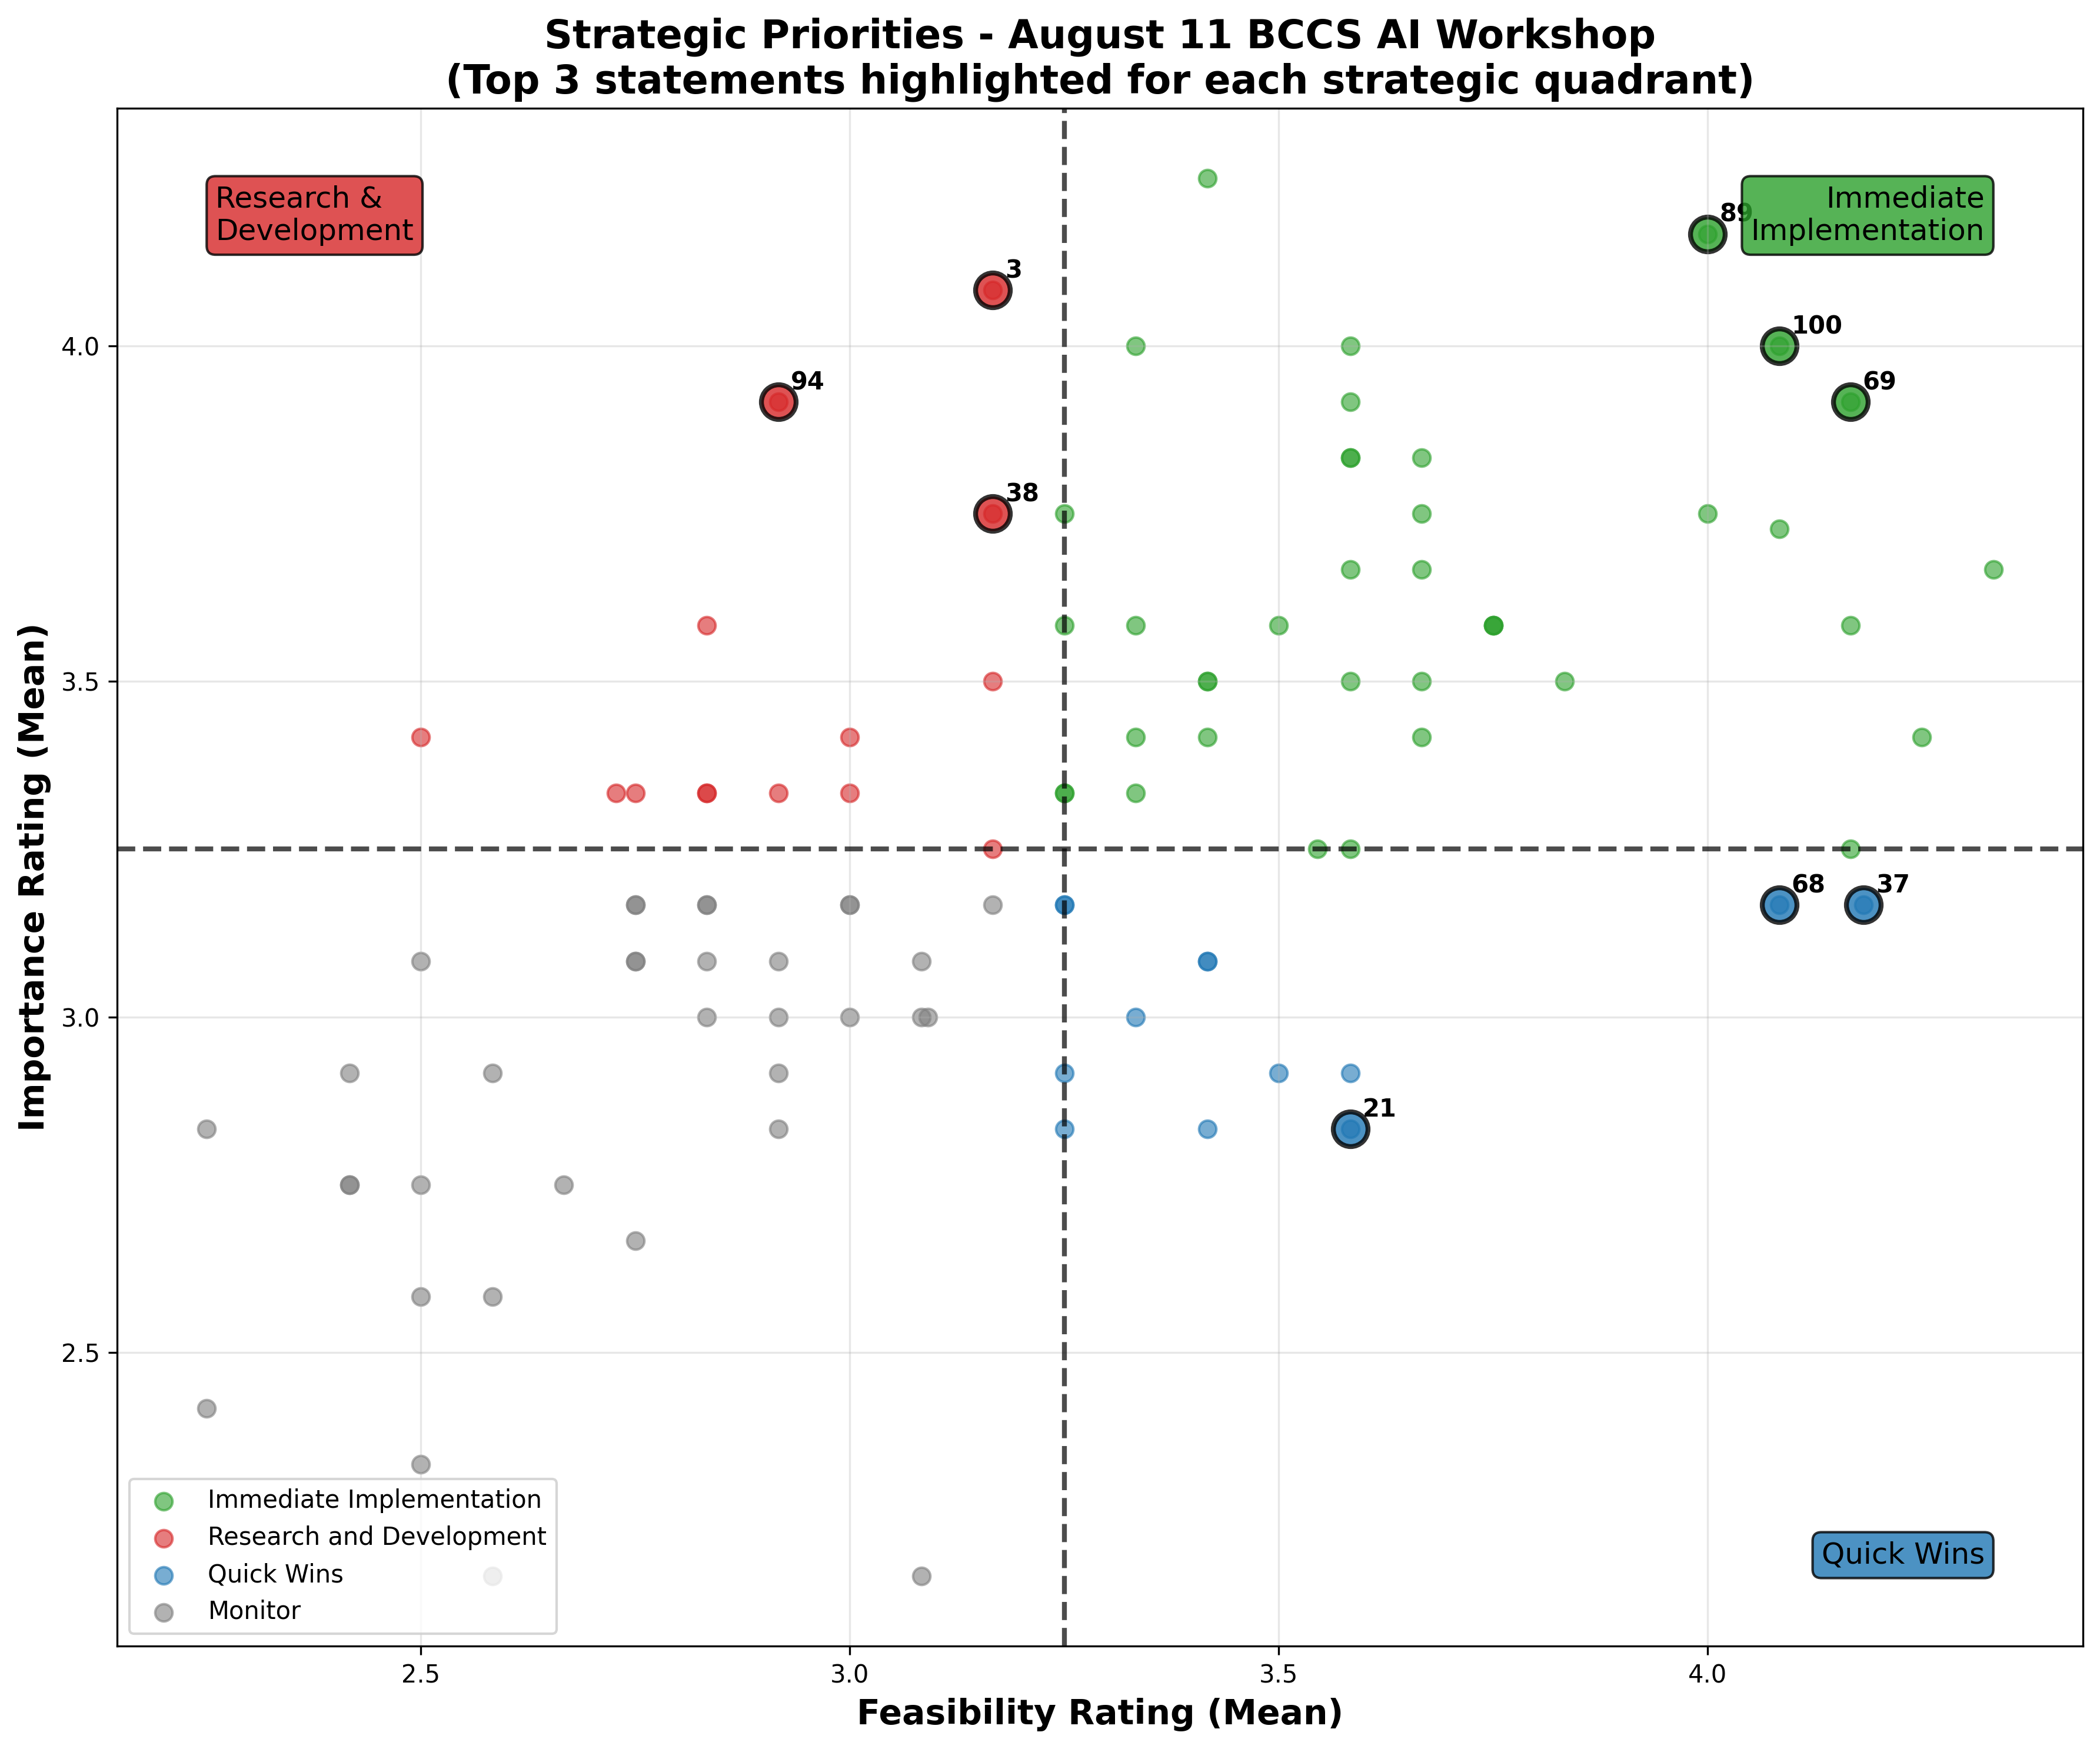 Strategic Priorities - August 11 BCCS AI Workshop
(Top 3 statements highlighted for each strategic quadrant)
Research &
Development
Immediate
Implementation
89
3
100
94
69
38
68
37
21
Importance Rating (Mean)
4.0
3.5
3.0
2.5
Immediate Implementation
Research and Development
Quick Wins
Monitor
Quick Wins
2.5
3.0
3.5
4.0
Feasibility Rating (Mean)